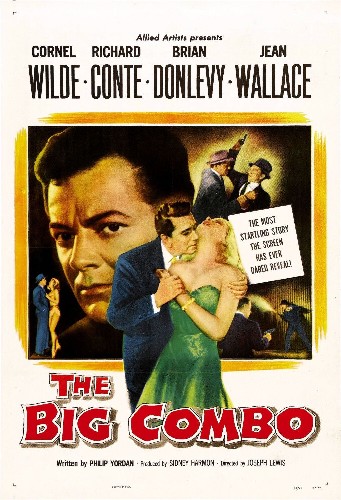 Allied Artists presents
CORNEL RICHARD BRIAN JEAN
WILDE · CONTE · DONLEVY · WALLACE
THE MOST
STARTLING STORY
THE SCREEN
HAS EVER
DARED REVEAL!
THE
BIG COMBO
Written by PHILIP YORDAN · Produced by SIDNEY HARMON · Directed by JOSEPH LEWIS